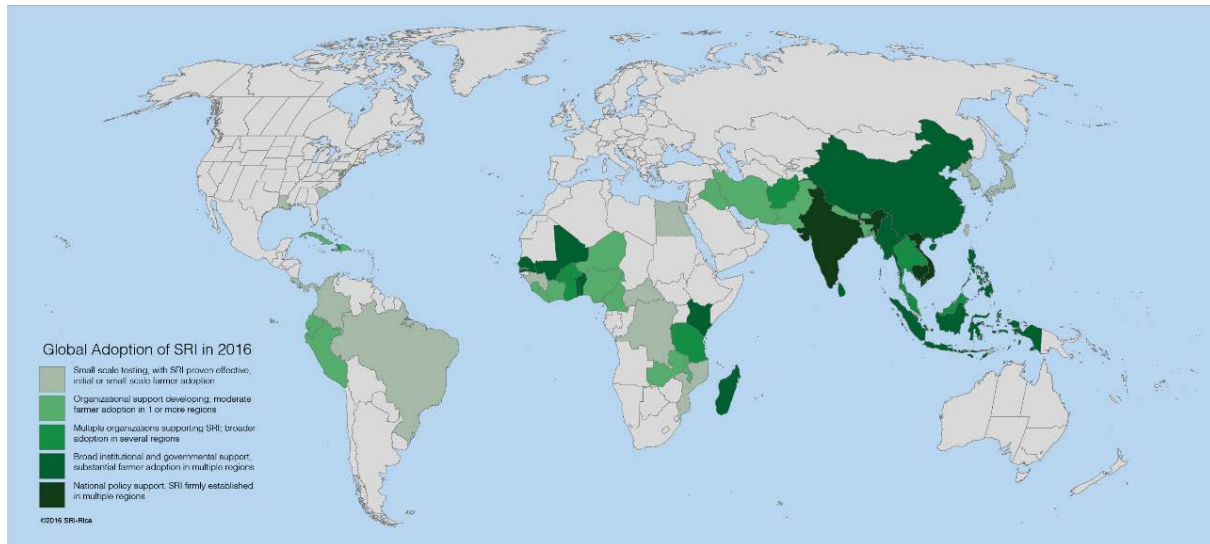 Global Adoption of SRI in 2016
Small scale testing, with SRI proven effective,
initial or small scale farmer adoption
Organizational support developing; moderate
farmer adoption in 1 or more regions
Multiple organizations supporting SRI; broader
adoption in several regions
Broad institutional and governmental support,
substantial farmer adoption in multiple regions
National policy support, SRI firmly established
in multiple regions
©2016 SRI-Rice